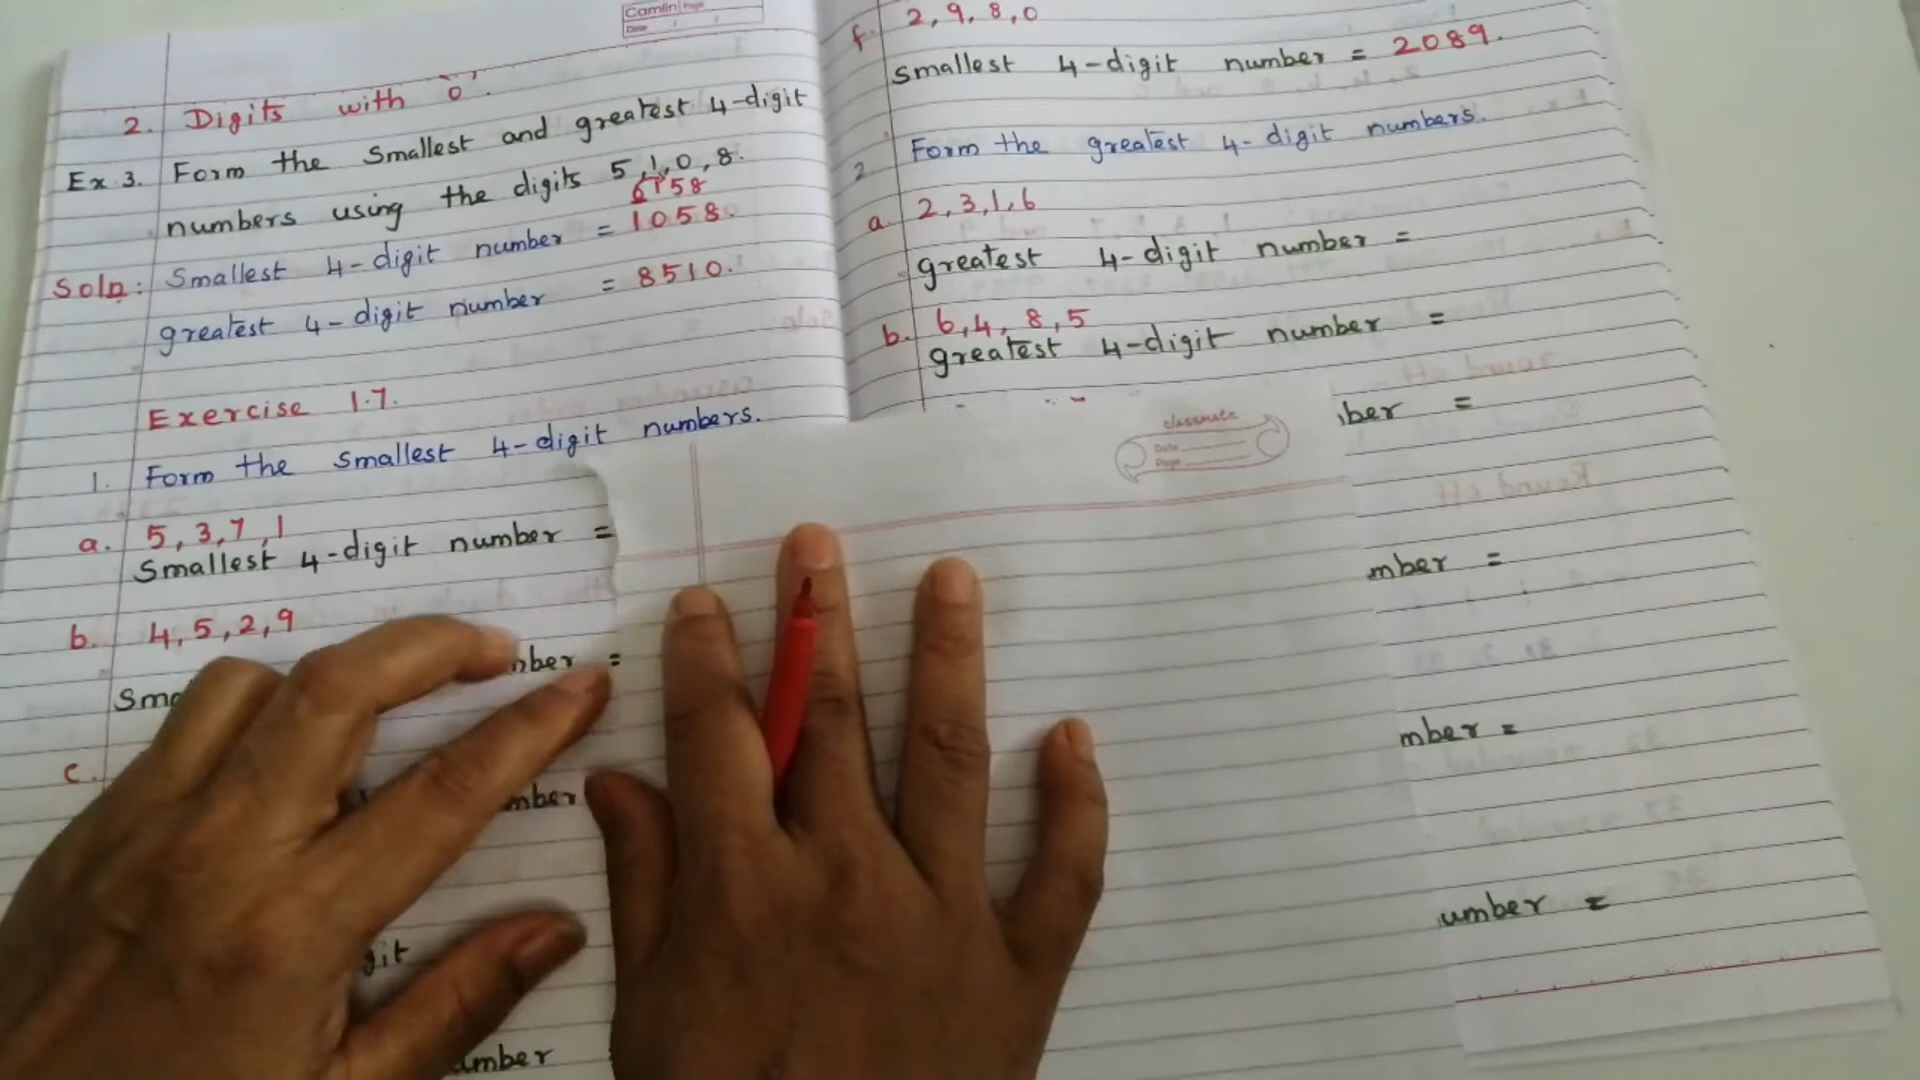 Camlin Page
Date
2. Digits with '0'.
Ex 3. Form the smallest and greatest 4-digit
numbers using the digits 5,1,0,8.
0158
Soln: Smallest 4-digit number = 1058.
greatest 4-digit number = 8510.
Exercise 1.7.
1. Form the smallest 4-digit numbers.
a. 5, 3, 7, 1
Smallest 4-digit number =
b. 4, 5, 2, 9
=
c.
f. 2, 9, 8, 0
smallest 4-digit number = 2089.
2. Form the greatest 4-digit numbers.
a. 2, 3, 1, 6
greatest 4-digit number =
b. 6, 4, 8, 5
greatest 4-digit number =
classmate
Date
Page
=
=
=
=